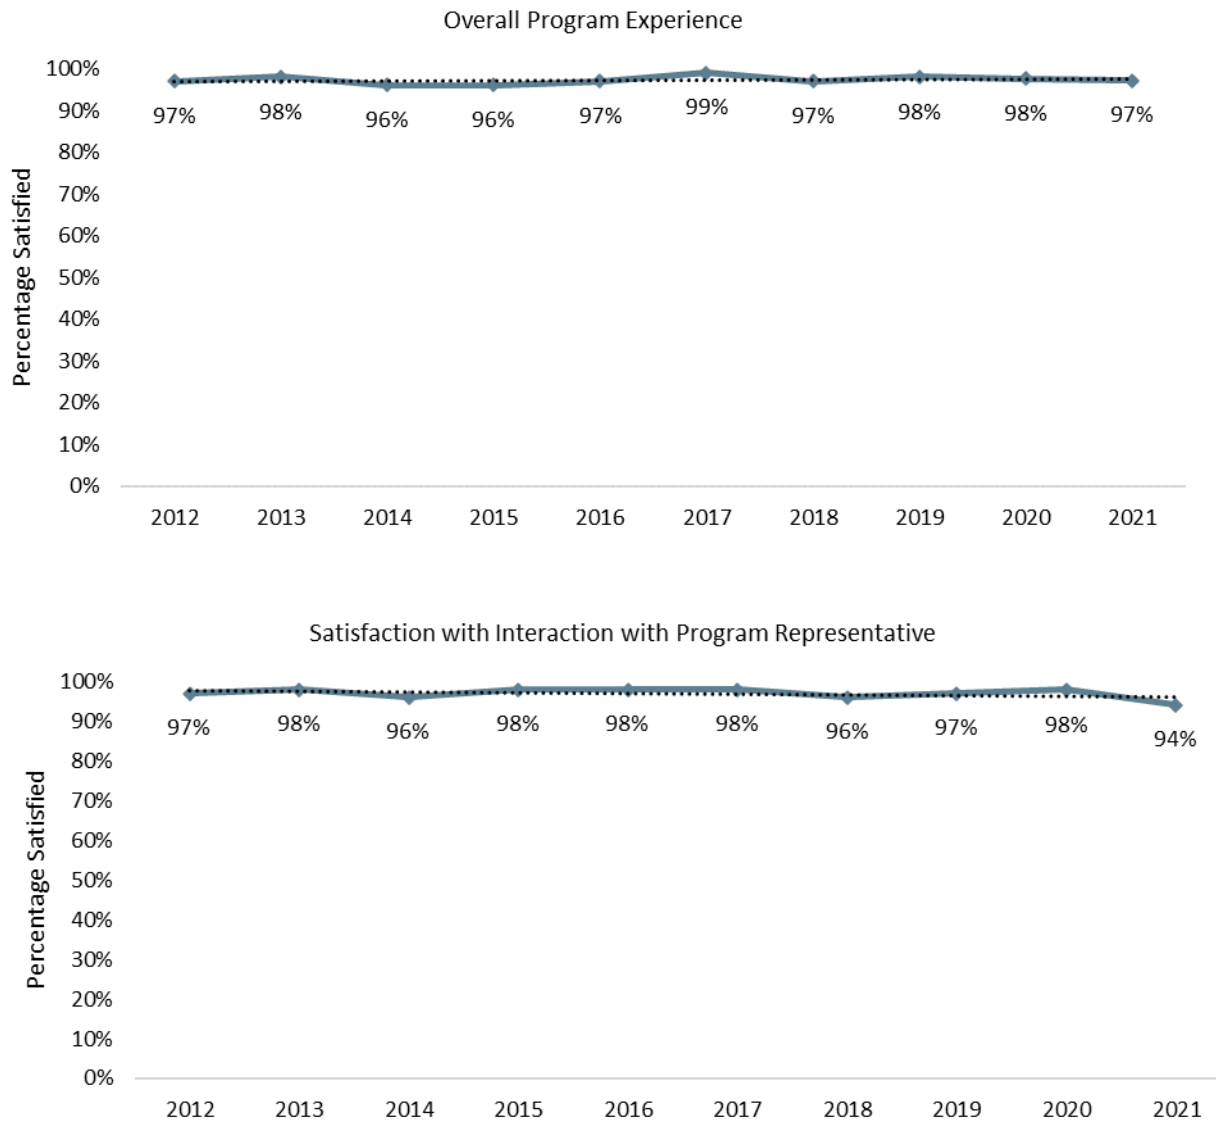 Overall Program Experience
100%
90%
80%
70%
60%
50%
40%
30%
20%
10%
0%
Percentage Satisfied
97% 98% 96% 96% 97% 99% 97% 98% 98% 97%
2012 2013 2014 2015 2016 2017 2018 2019 2020 2021
Satisfaction with Interaction with Program Representative
100%
90%
80%
70%
60%
50%
40%
30%
20%
10%
0%
Percentage Satisfied
97% 98% 96% 98% 98% 98% 96% 97% 98% 94%
2012 2013 2014 2015 2016 2017 2018 2019 2020 2021